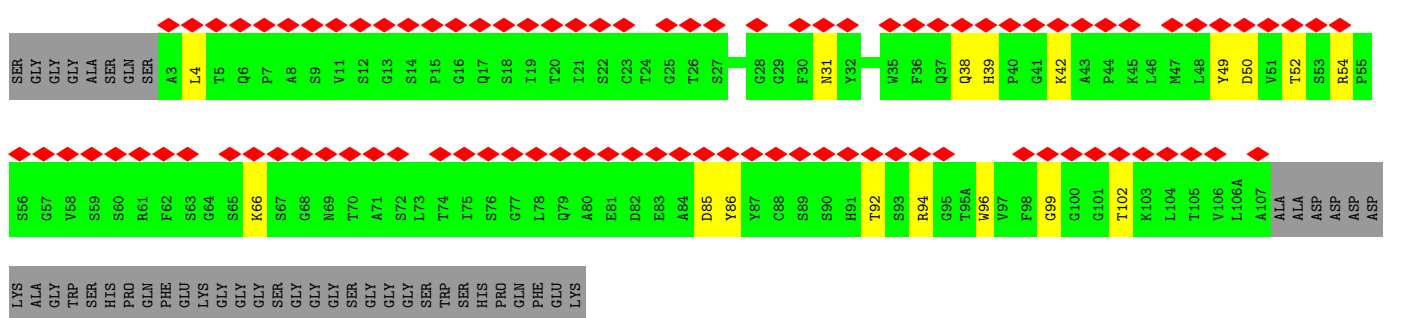 SER GLY GLY GLY ALA SER GLN SER A3 L4 T5 Q6 P7 A8 S9 V11 S12 G13 S14 P15 G16 Q17 S18 I19 T20 I21 S22 C23 T24 G25 T26 S27 G28 G29 F30 N31 Y32 W35 F36 Q37 Q38 H39 P40 G41 K42 A43 P44 K45 L46 M47 L48 Y49 D50 V51 T52 S53 R54 P55
S56 G57 V58 S59 S60 R61 F62 S63 G64 S65 K66 S67 G68 N69 T70 A71 S72 L73 T74 I75 S76 G77 L78 Q79 A80 E81 D82 E83 A84 D85 Y86 Y87 C88 S89 S90 H91 T92 S93 R94 G95 T95A W96 V97 F98 G99 G100 G101 T102 K103 L104 T105 V106 L106A A107 ALA ALA ASP ASP ASP ASP
LYS ALA GLY TRP SER HIS PRO GLN PHE GLU LYS GLY GLY GLY SER GLY GLY GLY SER GLY GLY GLY SER TRP SER HIS PRO GLN PHE GLU LYS